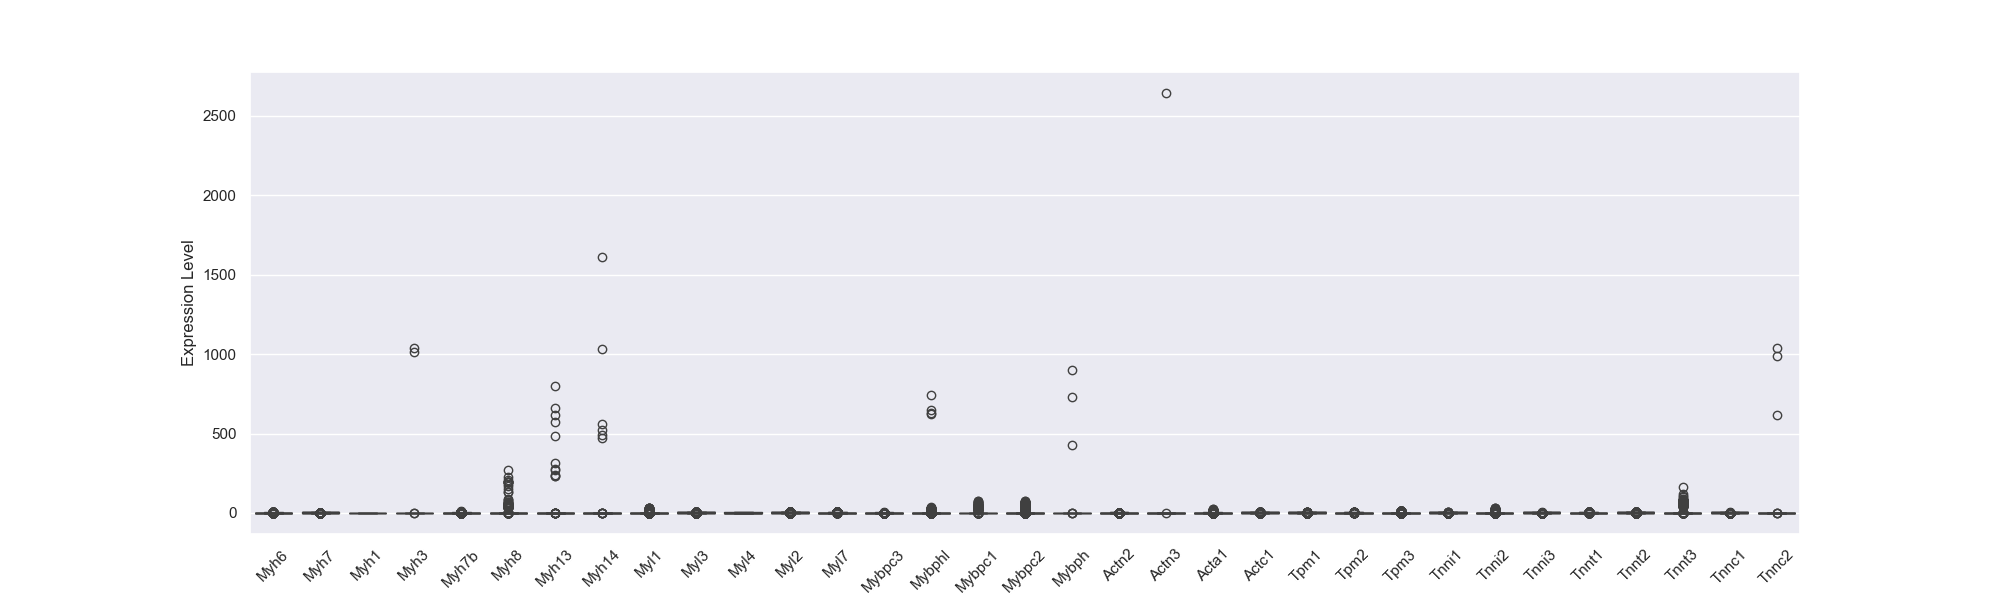 Expression Level
2500
2000
1500
1000
500
0
Myh6
Myh7
Myh1
Myh3
Myh7b
Myh8
Myh13
Myh14
Myl1
Myl3
Myl4
Myl2
Myl7
Mybpc3
Mybphl
Mybpc1
Mybpc2
Mybph
Actn2
Actn3
Acta1
Actc1
Tpm1
Tpm2
Tpm3
Tnni1
Tnni2
Tnni3
Tnnt1
Tnnt2
Tnnt3
Tnnc1
Tnnc2